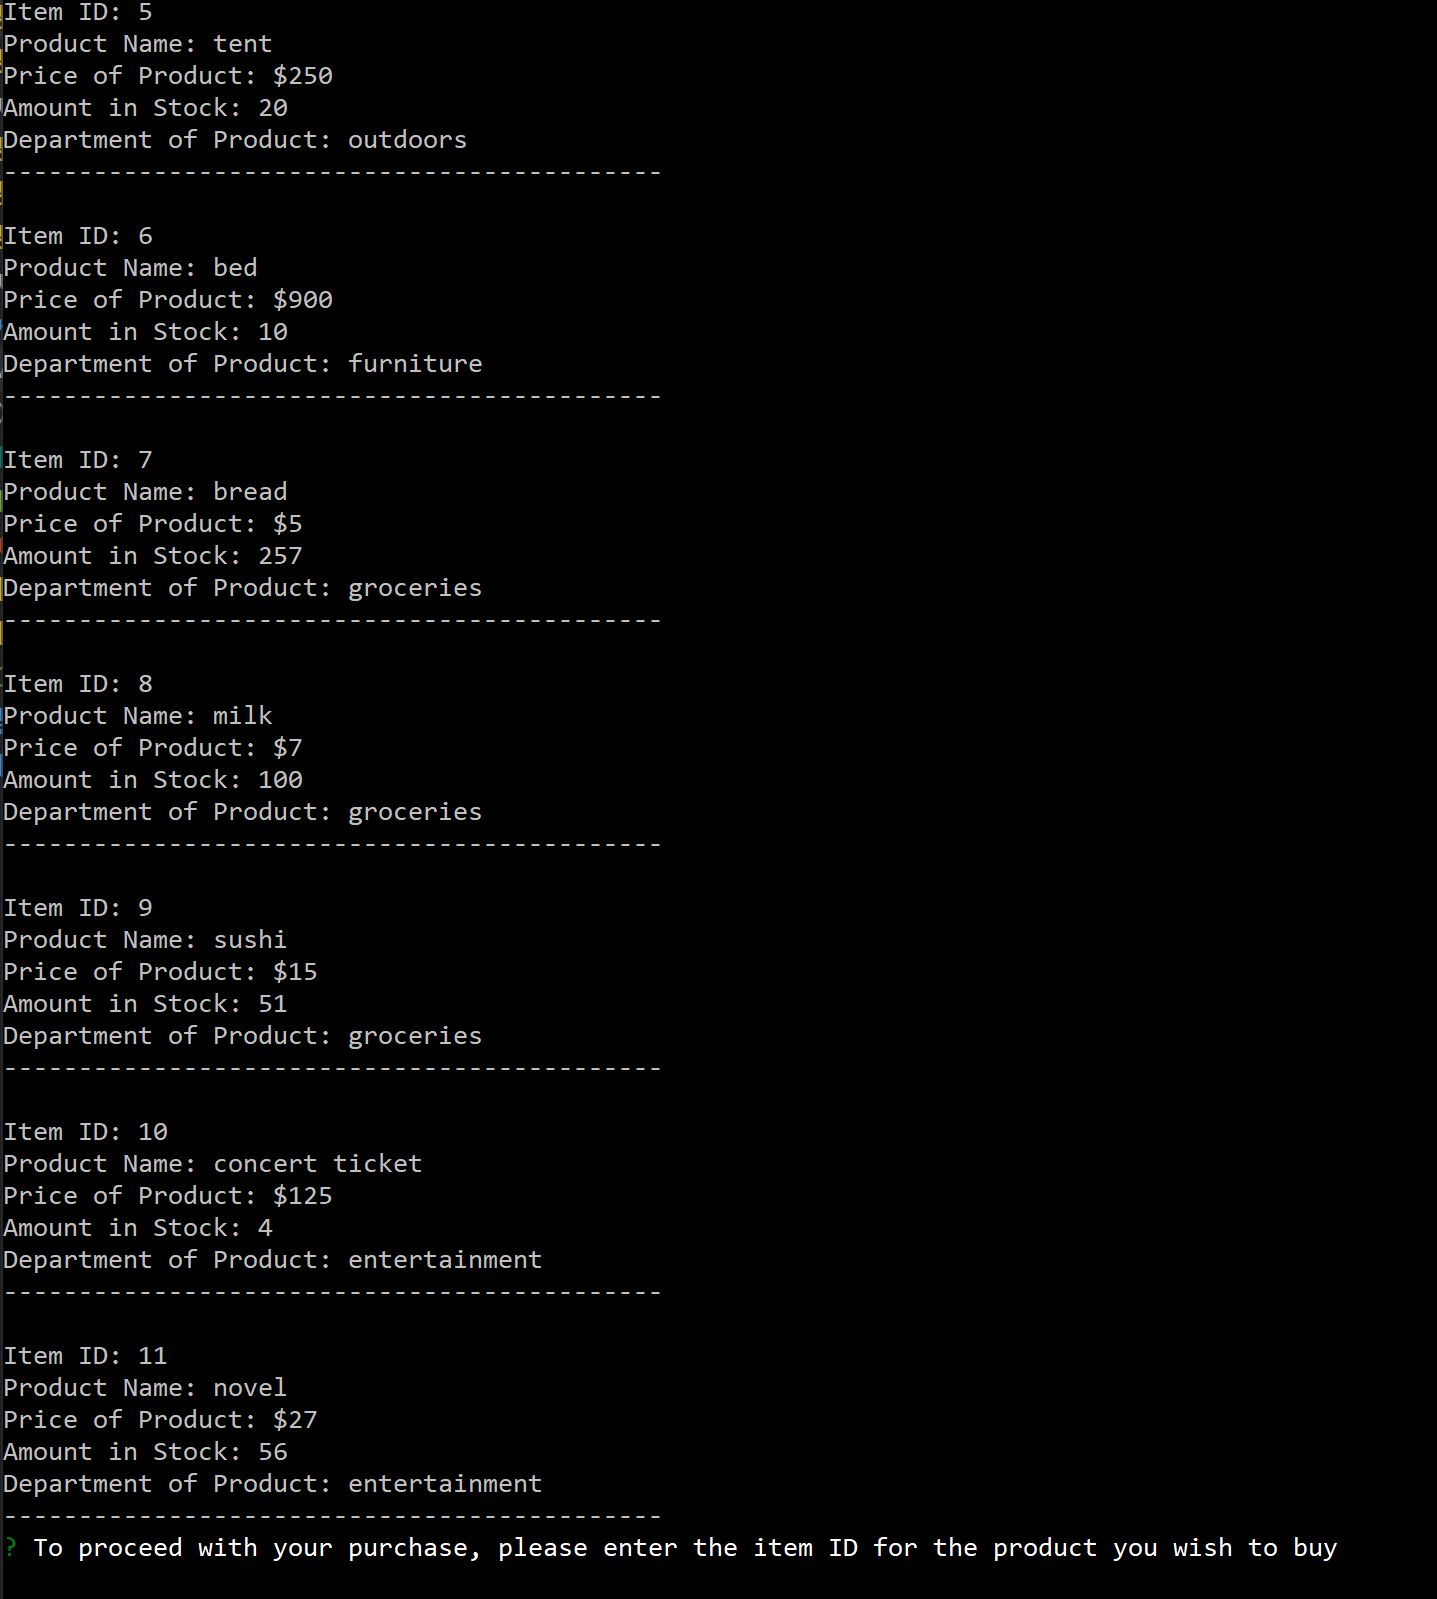 Item ID: 5
Product Name: tent
Price of Product: $250
Amount in Stock: 20
Department of Product: outdoors
--------------------------------------------
Item ID: 6
Product Name: bed
Price of Product: $900
Amount in Stock: 10
Department of Product: furniture
--------------------------------------------
Item ID: 7
Product Name: bread
Price of Product: $5
Amount in Stock: 257
Department of Product: groceries
--------------------------------------------
Item ID: 8
Product Name: milk
Price of Product: $7
Amount in Stock: 100
Department of Product: groceries
--------------------------------------------
Item ID: 9
Product Name: sushi
Price of Product: $15
Amount in Stock: 51
Department of Product: groceries
--------------------------------------------
Item ID: 10
Product Name: concert ticket
Price of Product: $125
Amount in Stock: 4
Department of Product: entertainment
--------------------------------------------
Item ID: 11
Product Name: novel
Price of Product: $27
Amount in Stock: 56
Department of Product: entertainment
--------------------------------------------
? To proceed with your purchase, please enter the item ID for the product you wish to buy